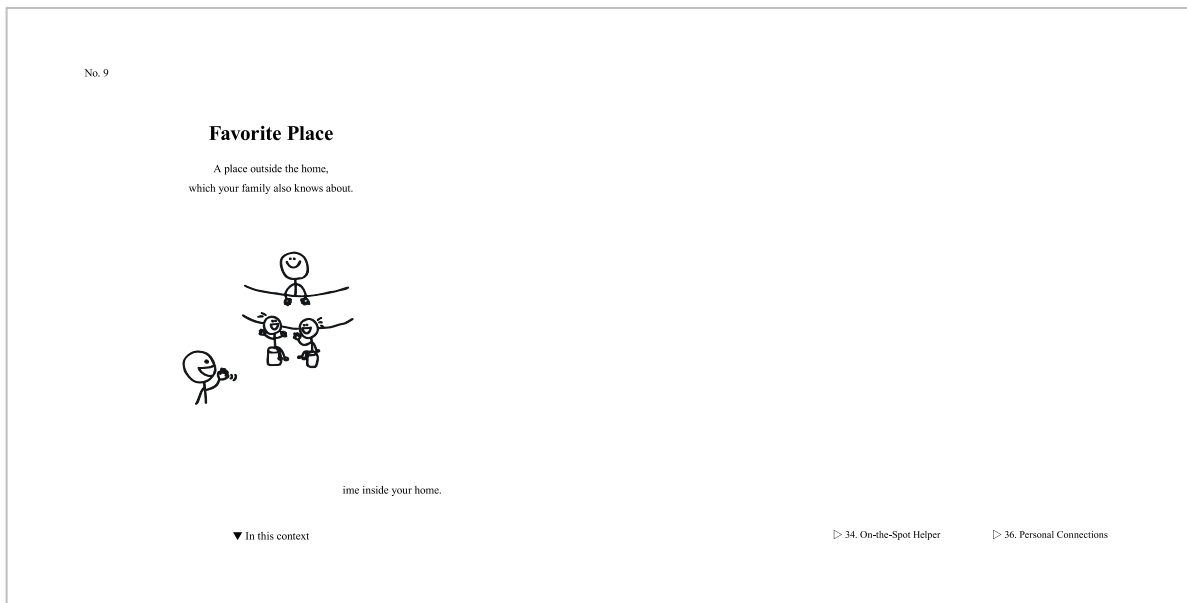 No. 9
Favorite Place
A place outside the home,
which your family also knows about.
ime inside your home.
▼ In this context
▷ 34. On-the-Spot Helper
▷ 36. Personal Connections